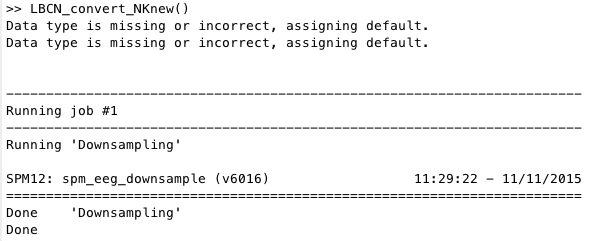 >> LBCN_convert_NKnew()
Data type is missing or incorrect, assigning default.
Data type is missing or incorrect, assigning default.
------------------------------------------------------------------------
Running job #1
------------------------------------------------------------------------
Running 'Downsampling'
SPM12: spm_eeg_downsample (v6016)                  11:29:22 - 11/11/2015
========================================================================
Done    'Downsampling'
Done